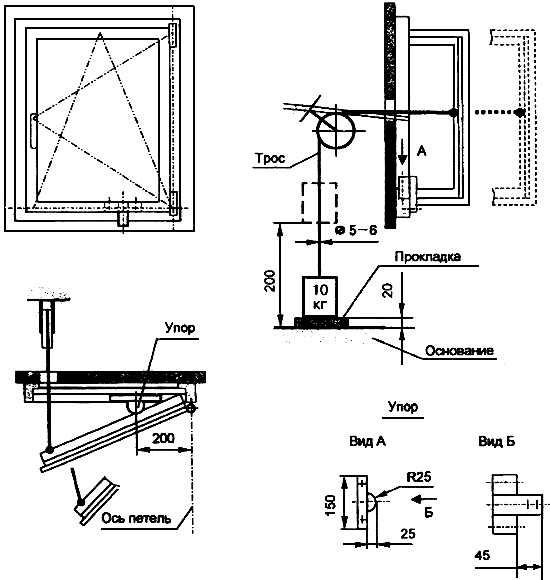 Трос
А
⌀ 5–6
200
Прокладка
10
кг
20
Основание
Упор
200
Ось петель
Упор
Вид А
Вид Б
R25
150
Б
25
45